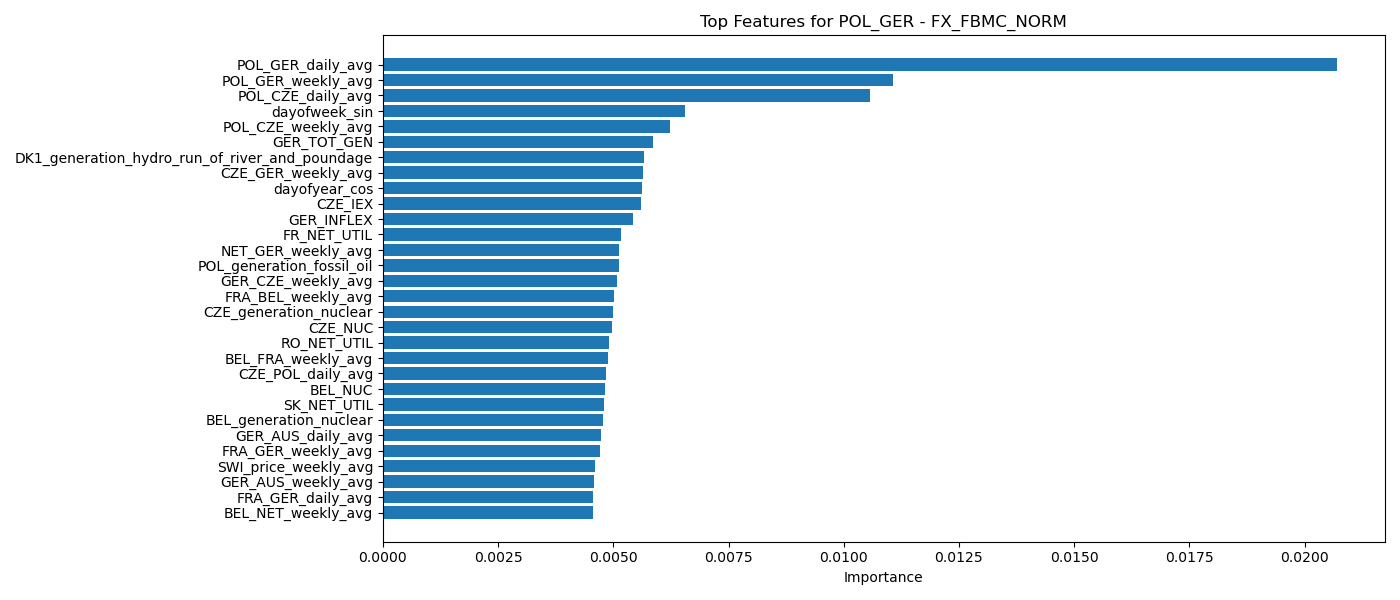 Top Features for POL_GER - FX_FBMC_NORM
POL_GER_daily_avg
POL_GER_weekly_avg
POL_CZE_daily_avg
dayofweek_sin
POL_CZE_weekly_avg
GER_TOT_GEN
DK1_generation_hydro_run_of_river_and_poundage
CZE_GER_weekly_avg
dayofyear_cos
CZE_IEX
GER_INFLEX
FR_NET_UTIL
NET_GER_weekly_avg
POL_generation_fossil_oil
GER_CZE_weekly_avg
FRA_BEL_weekly_avg
CZE_generation_nuclear
CZE_NUC
RO_NET_UTIL
BEL_FRA_weekly_avg
CZE_POL_daily_avg
BEL_NUC
SK_NET_UTIL
BEL_generation_nuclear
GER_AUS_daily_avg
FRA_GER_weekly_avg
SWI_price_weekly_avg
GER_AUS_weekly_avg
FRA_GER_daily_avg
BEL_NET_weekly_avg
0.0000 0.0025 0.0050 0.0075 0.0100 0.0125 0.0150 0.0175 0.0200
Importance